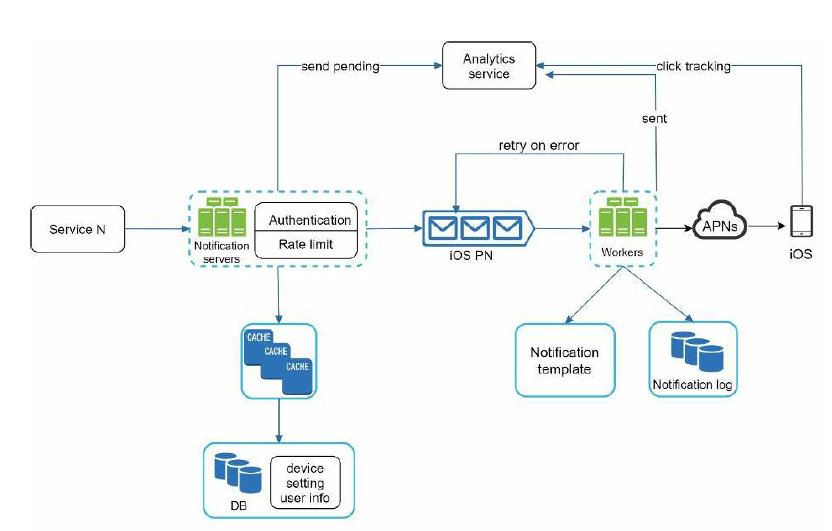 Analytics
service
send pending
click tracking
sent
retry on error
Service N
Notification
servers
Authentication
Rate limit
iOS PN
Workers
APNs
iOS
CACHE
CACHE
CACHE
Notification
template
Notification log
DB
device
setting
user info